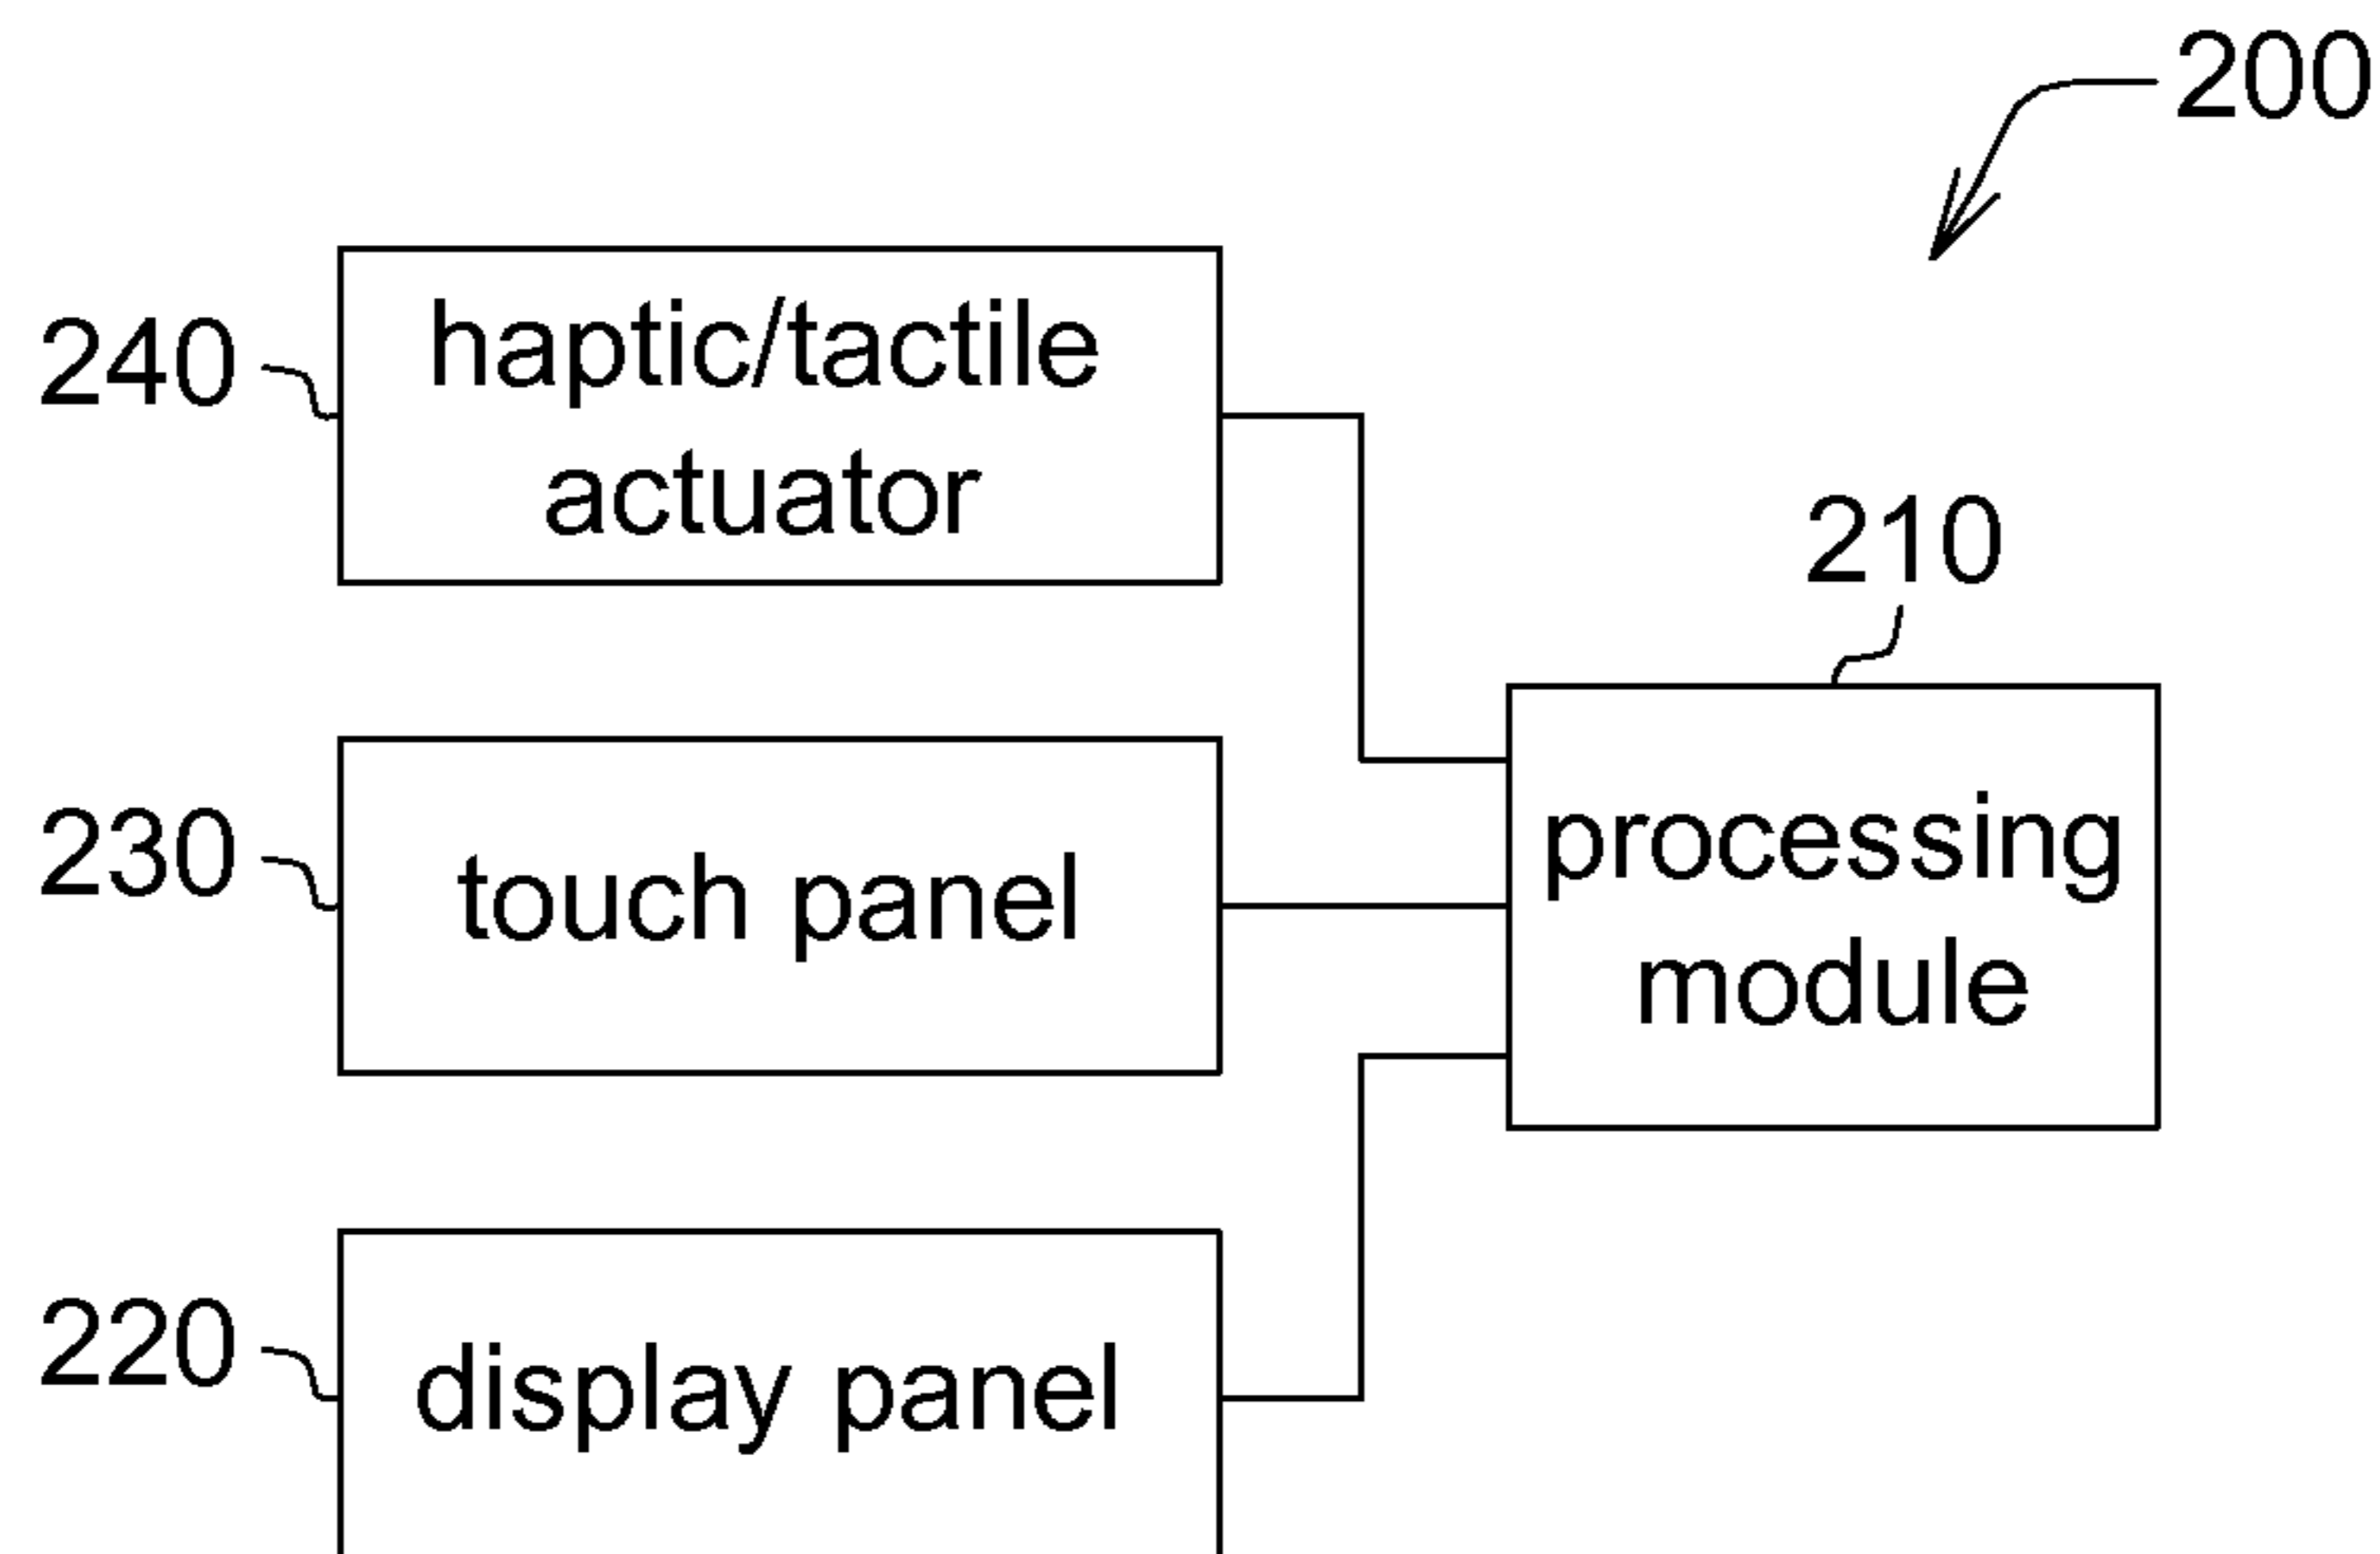 200
240
haptic/tactile
actuator
210
230
touch panel
processing
module
220
display panel